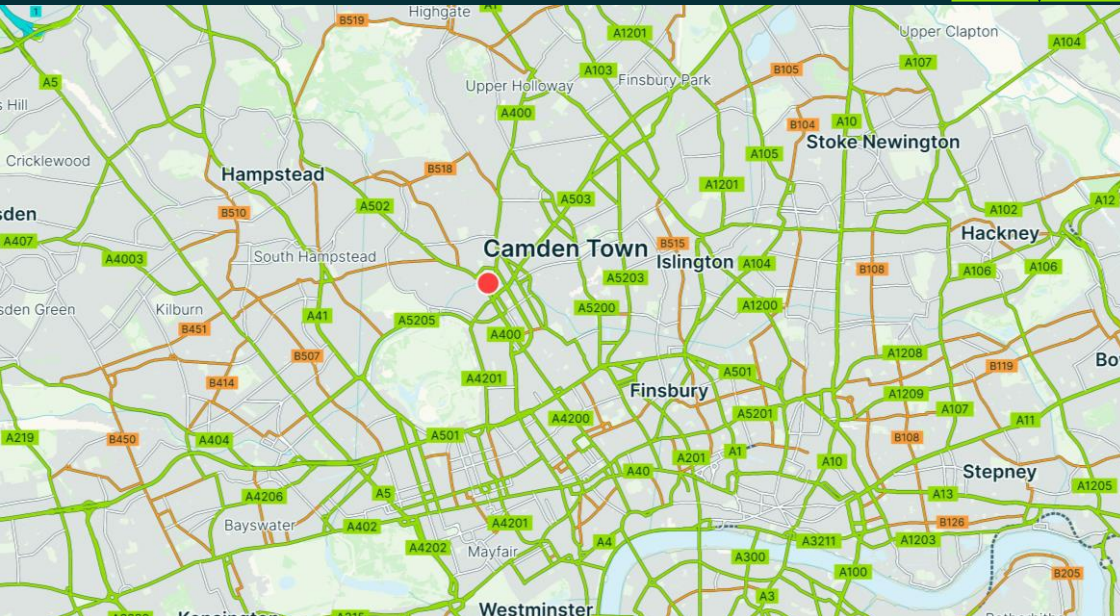 1
Highgate
A1
B519
A1201
Upper Clapton
A104
A5
A103
B105
A107
Upper Holloway
Finsbury Park
s Hill
A400
B104
A10
Stoke Newington
Cricklewood
A105
Hampstead
B518
A1201
A503
A12
sden
B510
A502
A102
A407
Camden Town
B515
Hackney
A4003
South Hampstead
Islington
A104
B108
A106
A106
A5203
sden Green
Kilburn
A41
A5205
A5200
A1200
B451
A400
B507
A1208
Bo
B119
B414
A4201
Finsbury
A501
A1209
A107
A219
B450
A404
A501
A4200
A5201
A11
B108
A201
A1
A10
Stepney
A40
A4206
A5
A13
A1205
Bayswater
A402
A4201
B126
A4202
Mayfair
A4
A300
A3211
A1203
A100
B205
A3
Kensington
Westminster